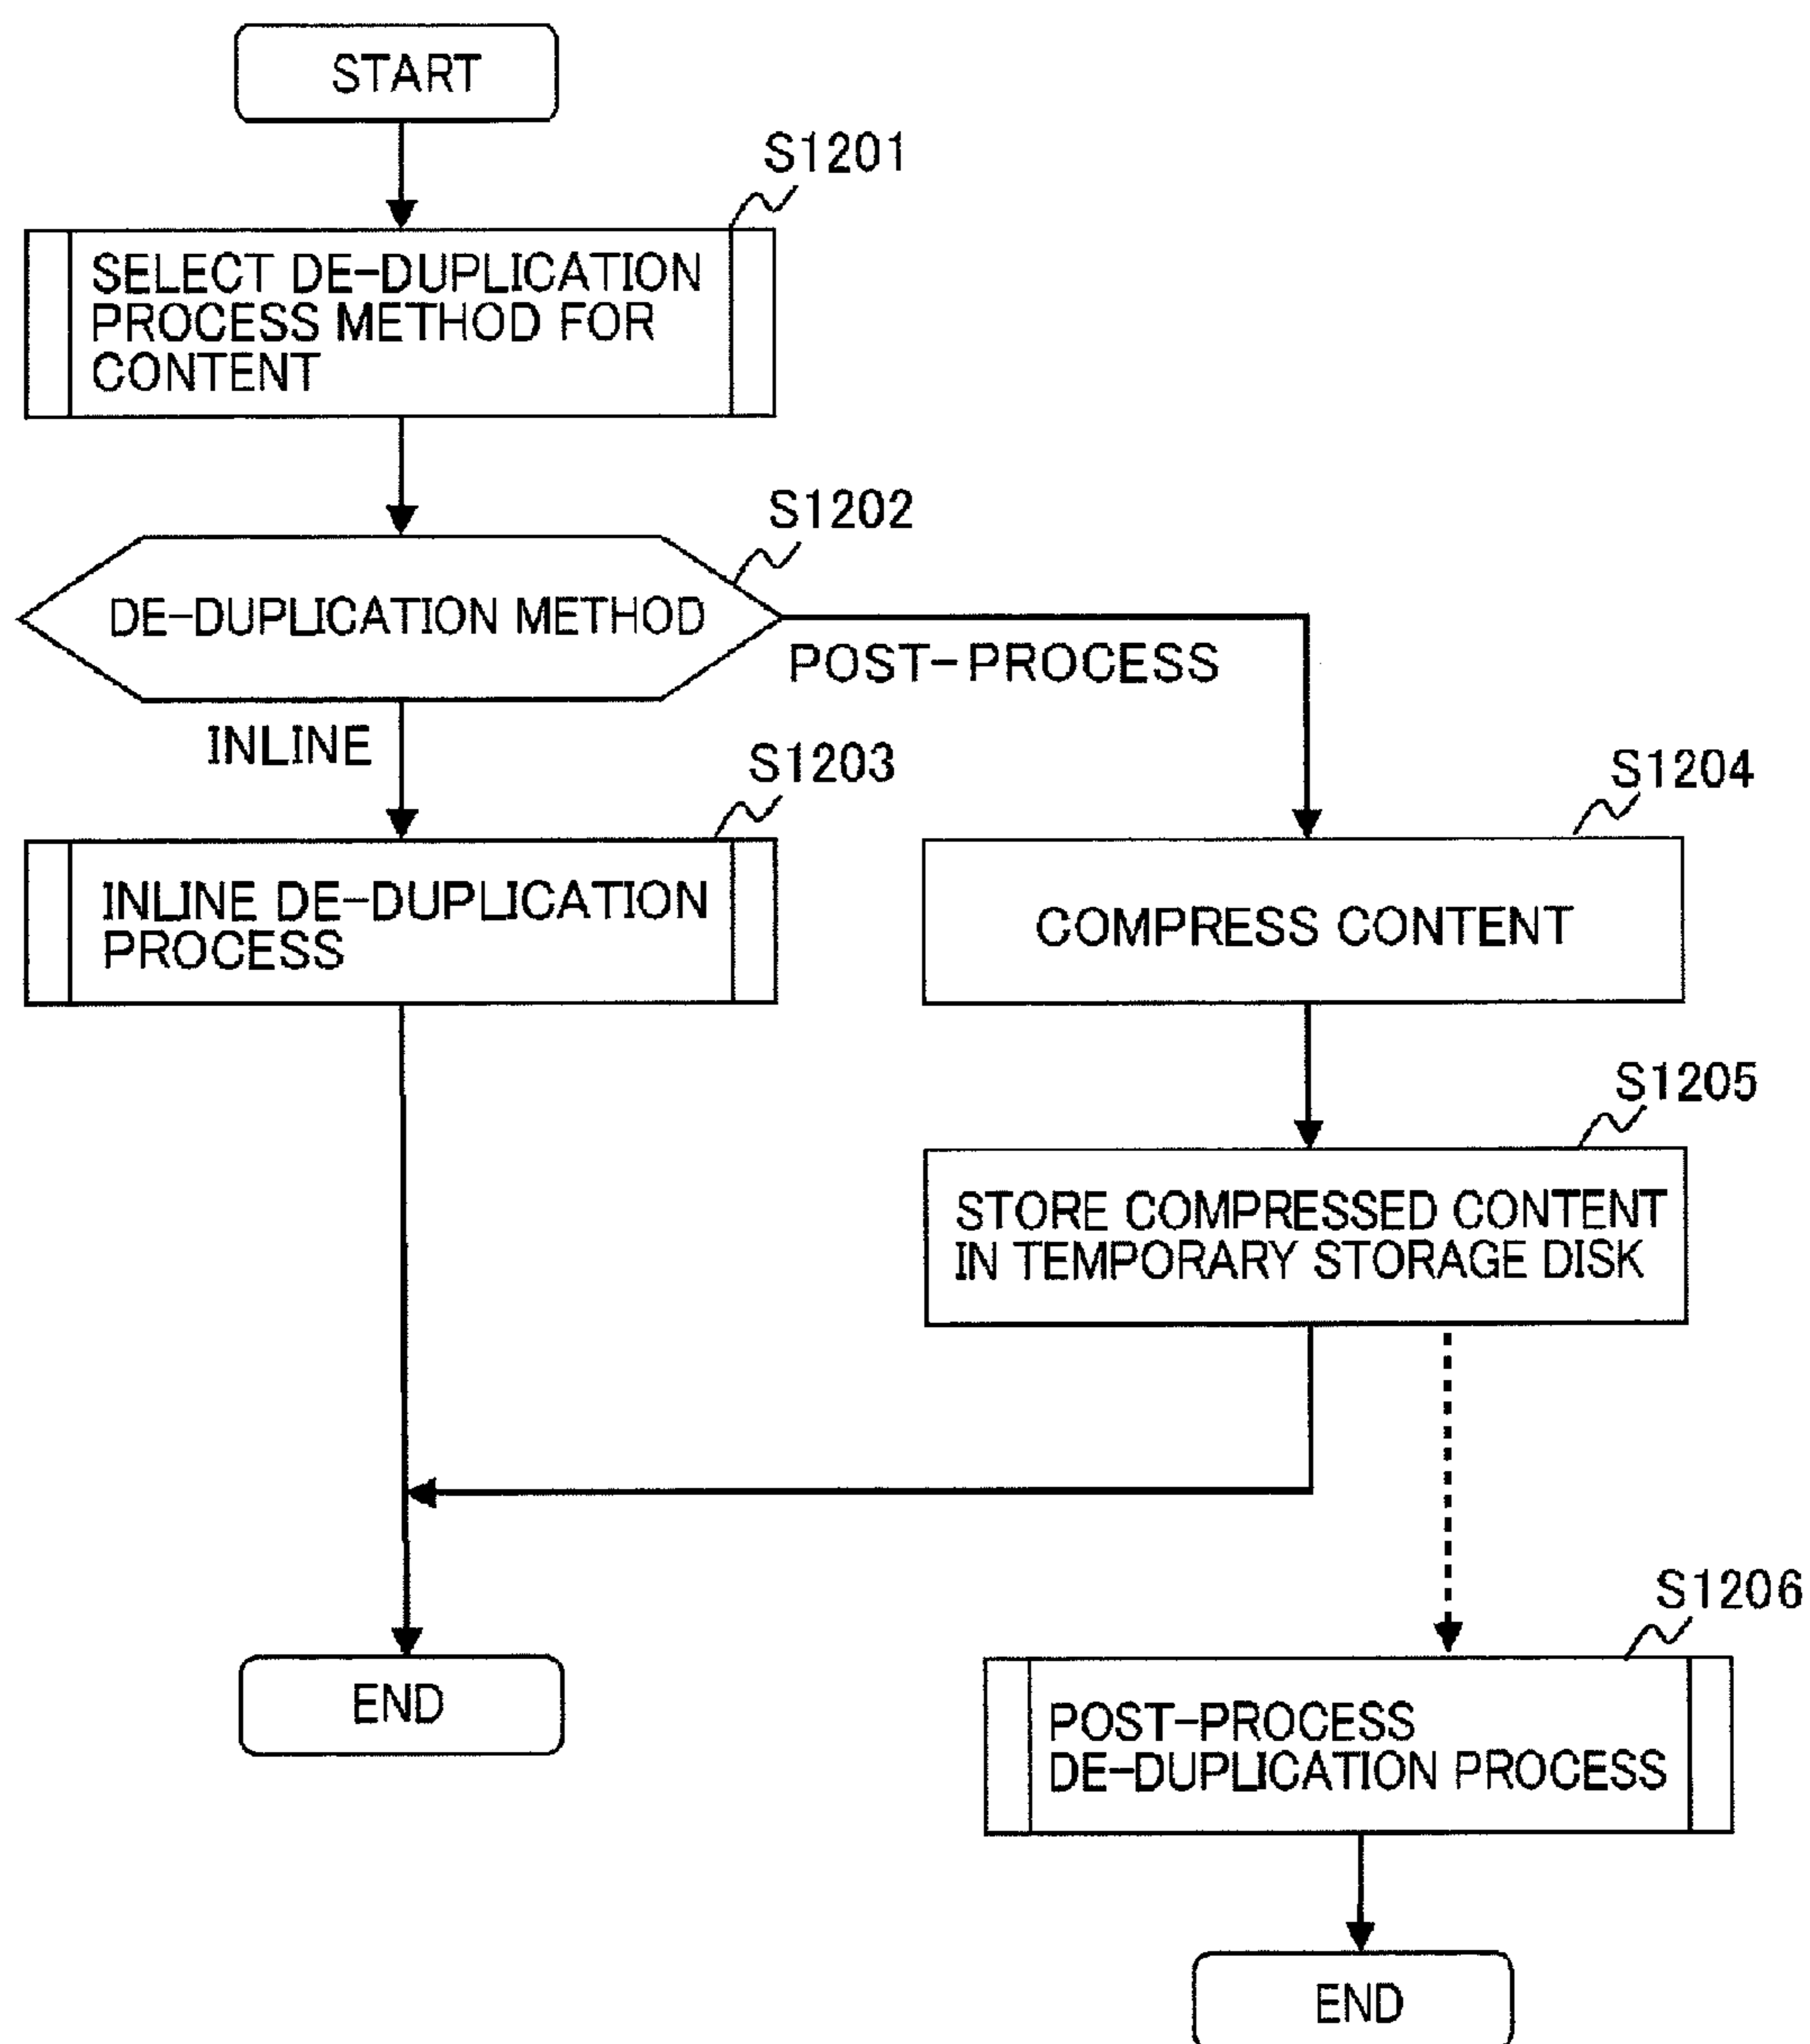 START
S1201
SELECT DE-DUPLICATION
PROCESS METHOD FOR
CONTENT
S1202
DE-DUPLICATION METHOD
POST-PROCESS
INLINE
S1203
INLINE DE-DUPLICATION
PROCESS
S1204
COMPRESS CONTENT
S1205
STORE COMPRESSED CONTENT
IN TEMPORARY STORAGE DISK
S1206
POST-PROCESS
DE-DUPLICATION PROCESS
END
END